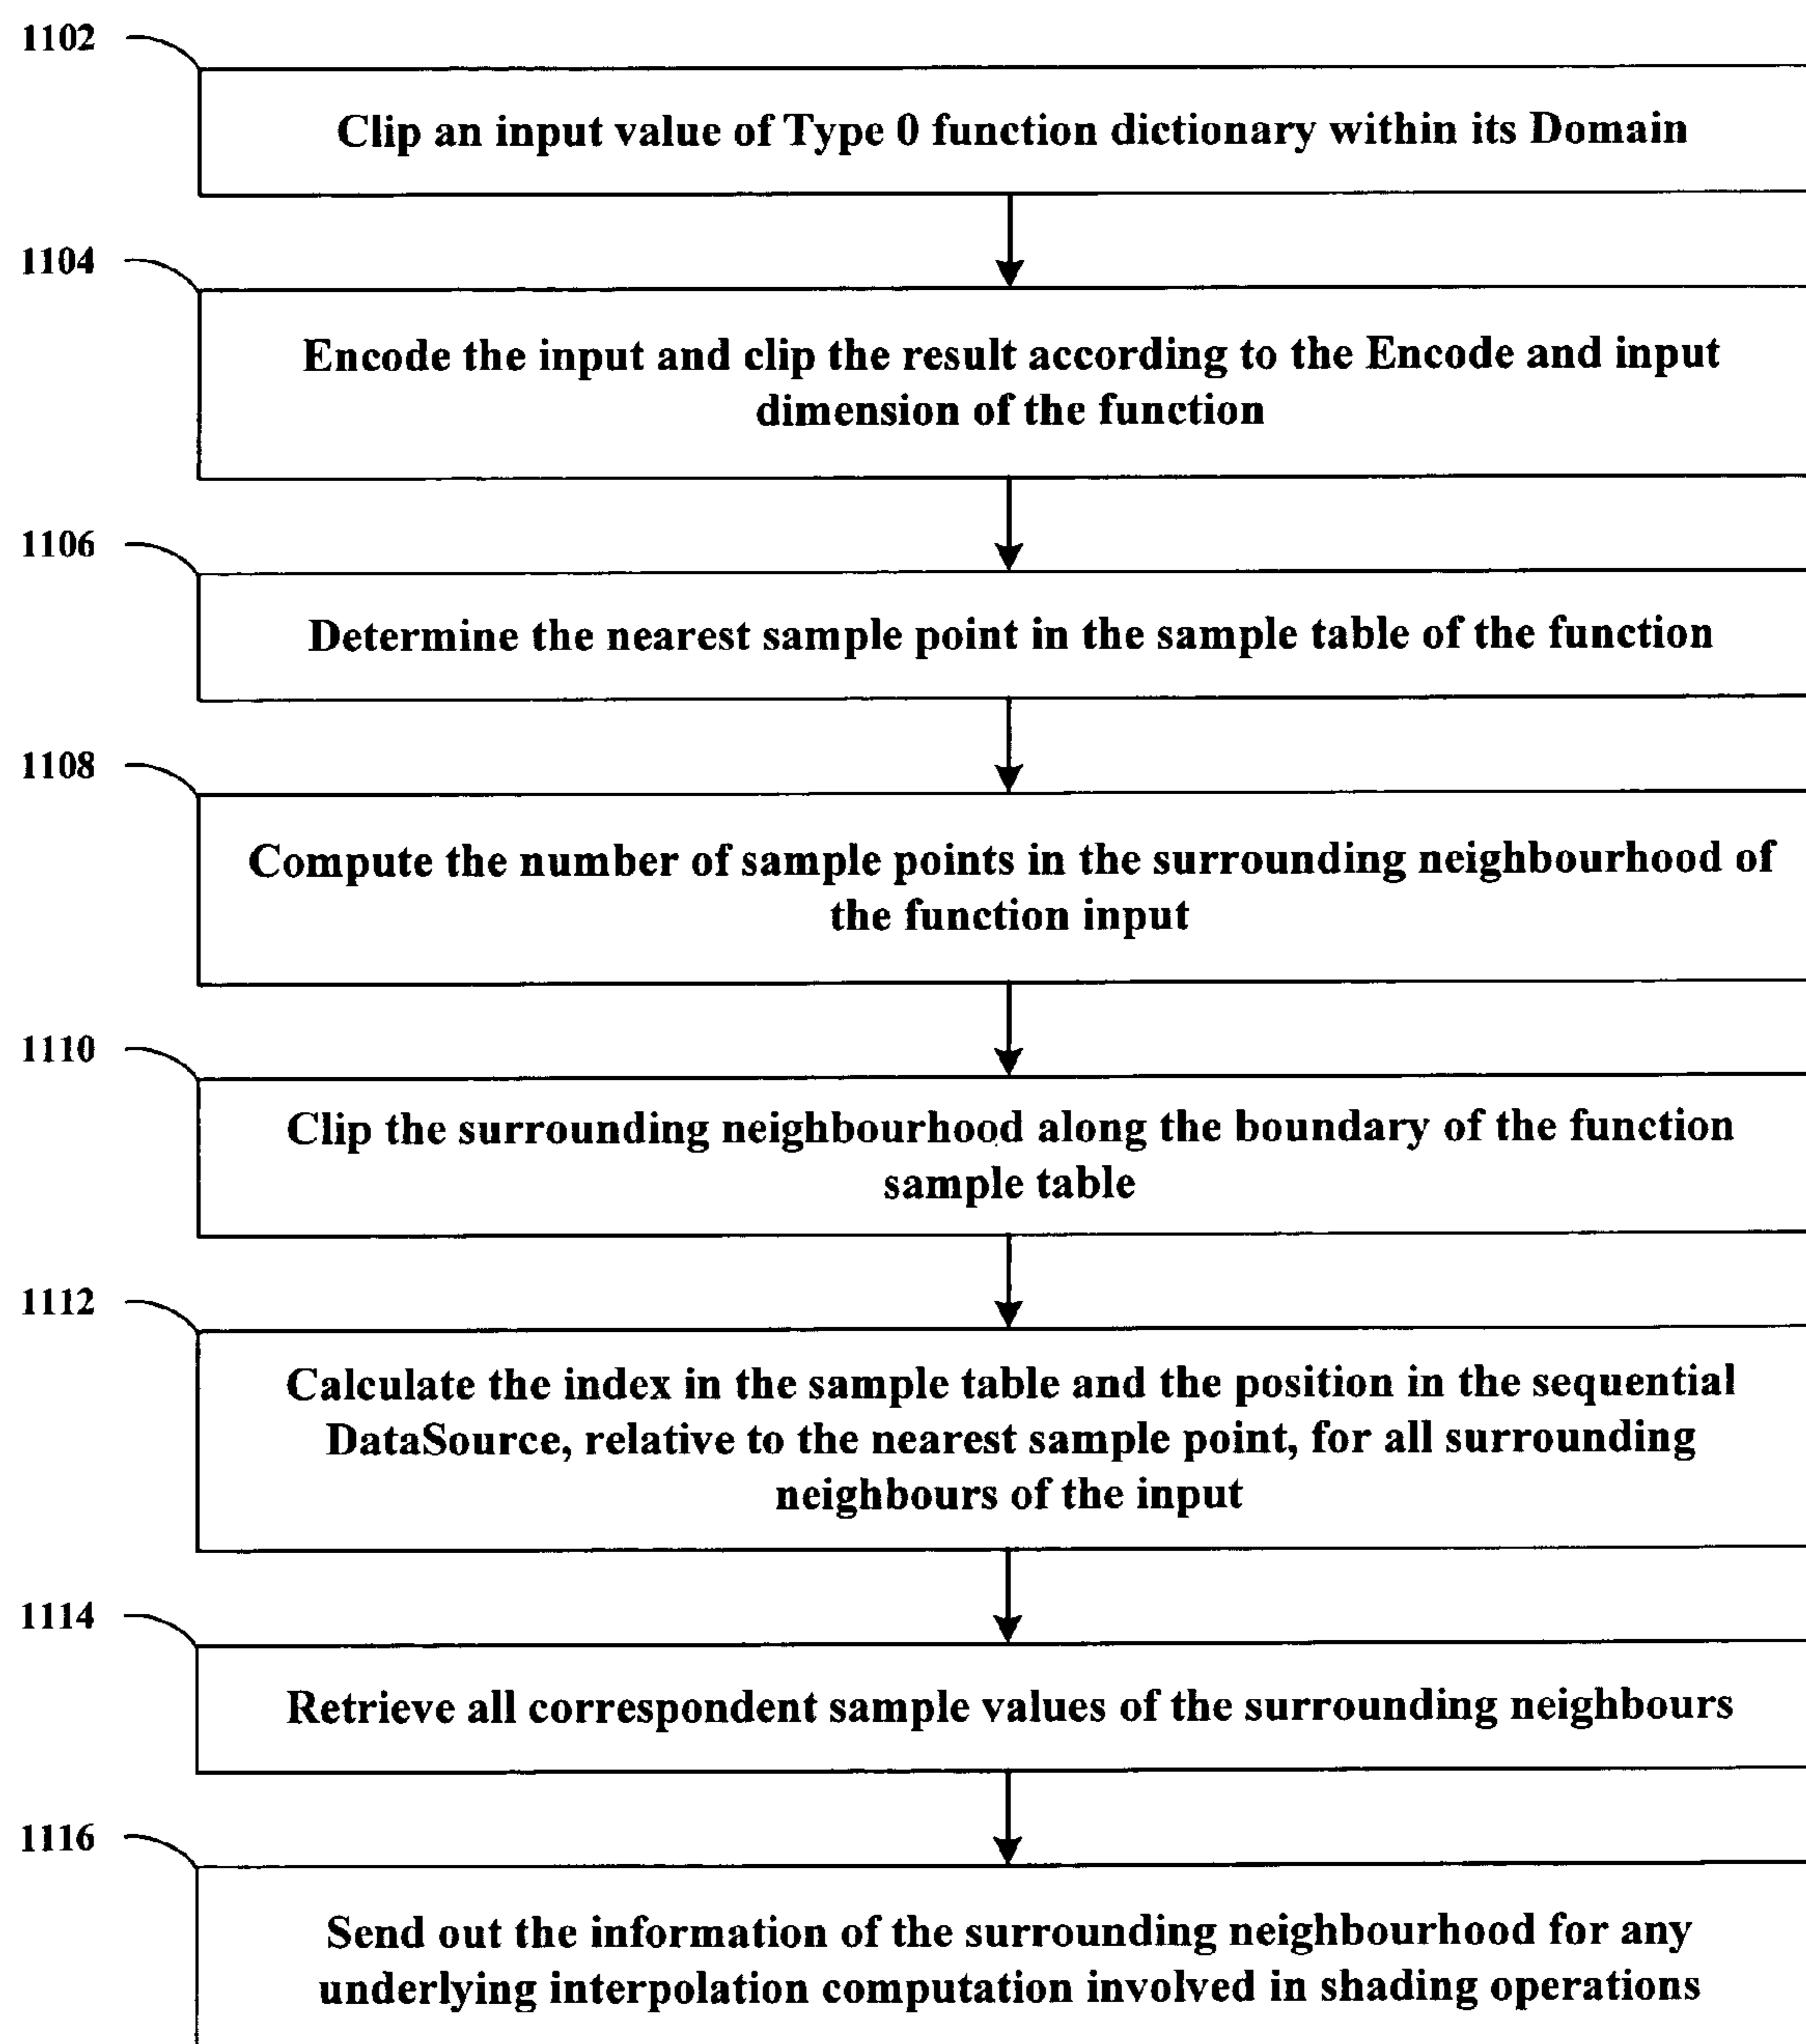 1102
Clip an input value of Type 0 function dictionary within its Domain
1104
Encode the input and clip the result according to the Encode and input
dimension of the function
1106
Determine the nearest sample point in the sample table of the function
1108
Compute the number of sample points in the surrounding neighbourhood of
the function input
1110
Clip the surrounding neighbourhood along the boundary of the function
sample table
1112
Calculate the index in the sample table and the position in the sequential
DataSource, relative to the nearest sample point, for all surrounding
neighbours of the input
1114
Retrieve all correspondent sample values of the surrounding neighbours
1116
Send out the information of the surrounding neighbourhood for any
underlying interpolation computation involved in shading operations